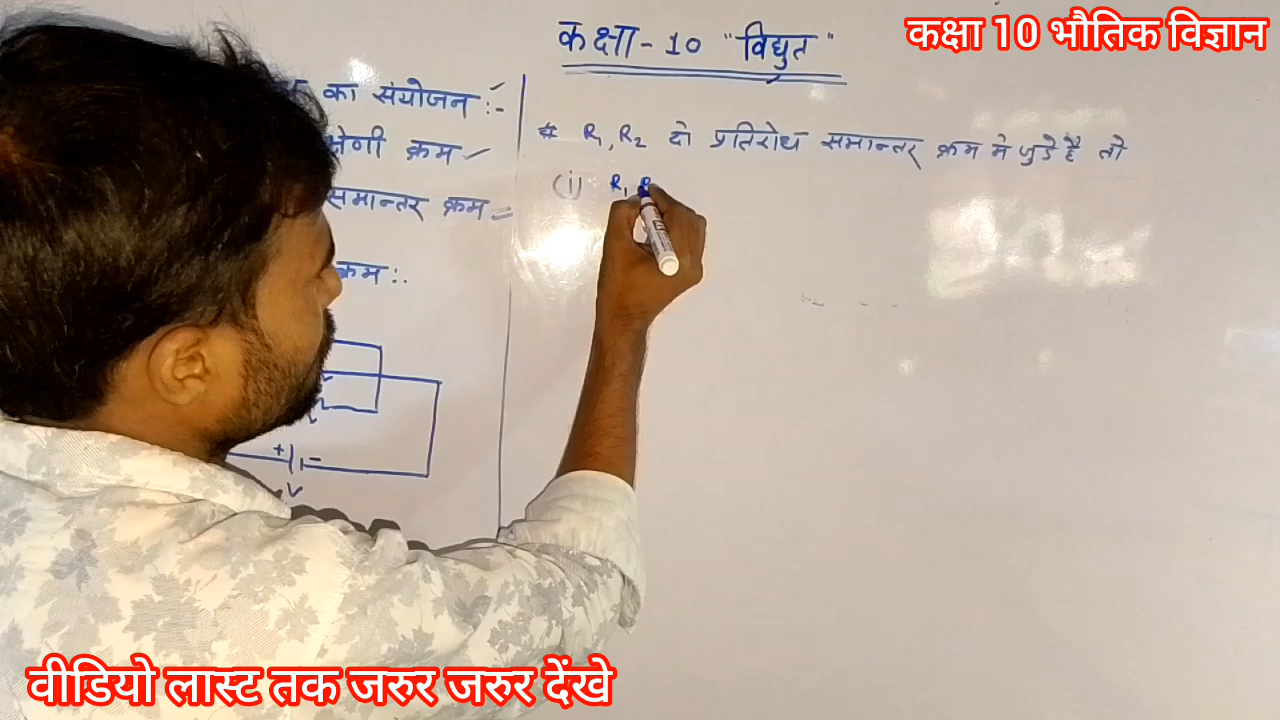 कक्षा 10 भौतिक विज्ञान
कक्षा - 10 "विद्युत"
का संयोजन :-
श्रेणी क्रम
समान्तर क्रम
क्रम :.
+ -
V
# R1, R2 दो प्रतिरोध समान्तर क्रम मे जुडे है तो
(i) R1
वीडियो लास्ट तक जरुर जरुर देंखे